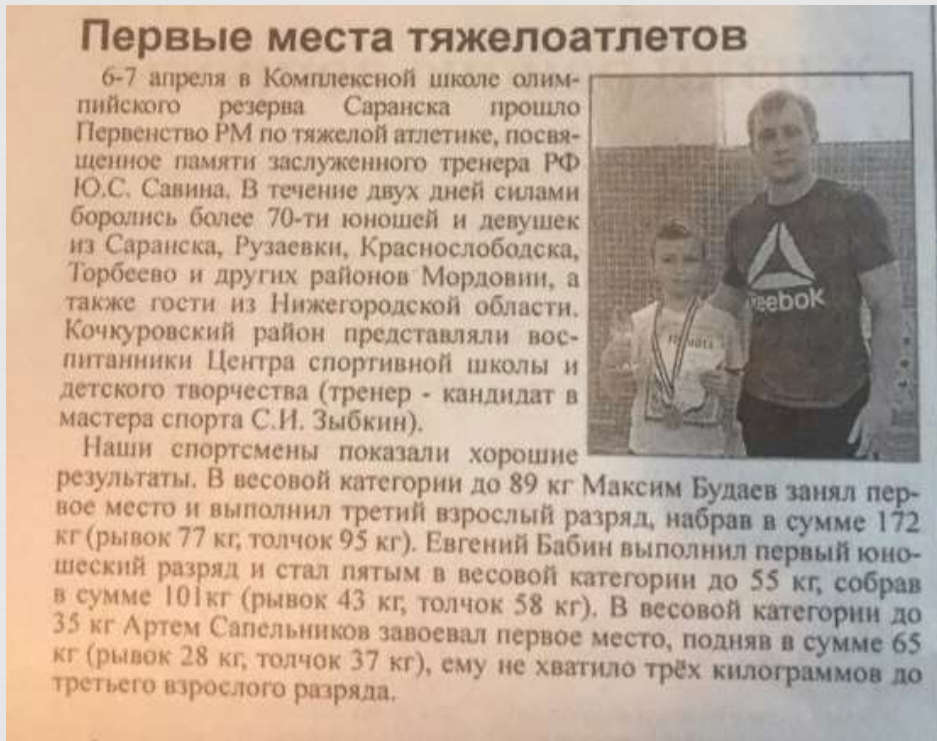 Первые места тяжелоатлетов
6-7 апреля в Комплексной школе олим-
пийского резерва Саранска прошло
Первенство РМ по тяжелой атлетике, посвя-
щенное памяти заслуженного тренера РФ
Ю.С. Савина. В течение двух дней силами
боролись более 70-ти юношей и девушек
из Саранска, Рузаевки, Краснослободска,
Торбеево и других районов Мордовии, а
также гости из Нижегородской области.
Кочкуровский район представляли вос-
питанники Центра спортивной школы и
детского творчества (тренер - кандидат в
мастера спорта С.И. Зыбкин).
Наши спортсмены показали хорошие
результаты. В весовой категории до 89 кг Максим Будаев занял пер-
вое место и выполнил третий взрослый разряд, набрав в сумме 172
кг (рывок 77 кг, толчок 95 кг). Евгений Бабин выполнил первый юно-
шеский разряд и стал пятым в весовой категории до 55 кг, собрав
в сумме 101кг (рывок 43 кг, толчок 58 кг). В весовой категории до
35 кг Артем Сапельников завоевал первое место, подняв в сумме 65
кг (рывок 28 кг, толчок 37 кг), ему не хватило трёх килограммов до
третьего взрослого разряда.
Reebok